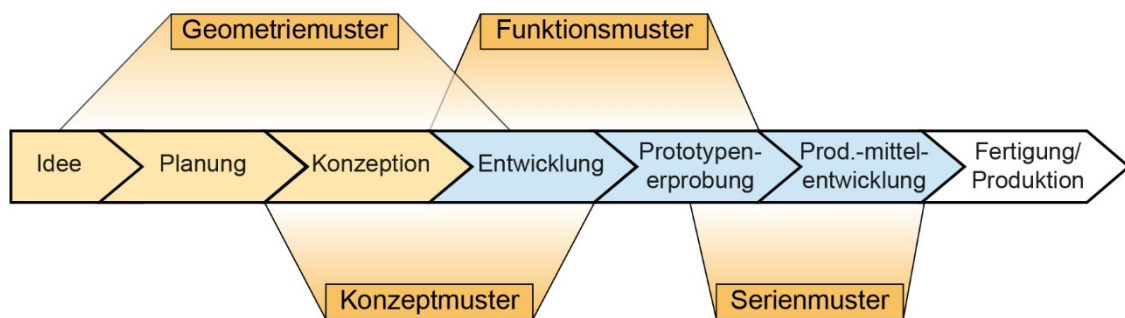 Geometriemuster
Funktionsmuster
Idee
Planung
Konzeption
Entwicklung
Prototypen-
erprobung
Prod.-mittel-
entwicklung
Fertigung/
Produktion
Konzeptmuster
Serienmuster